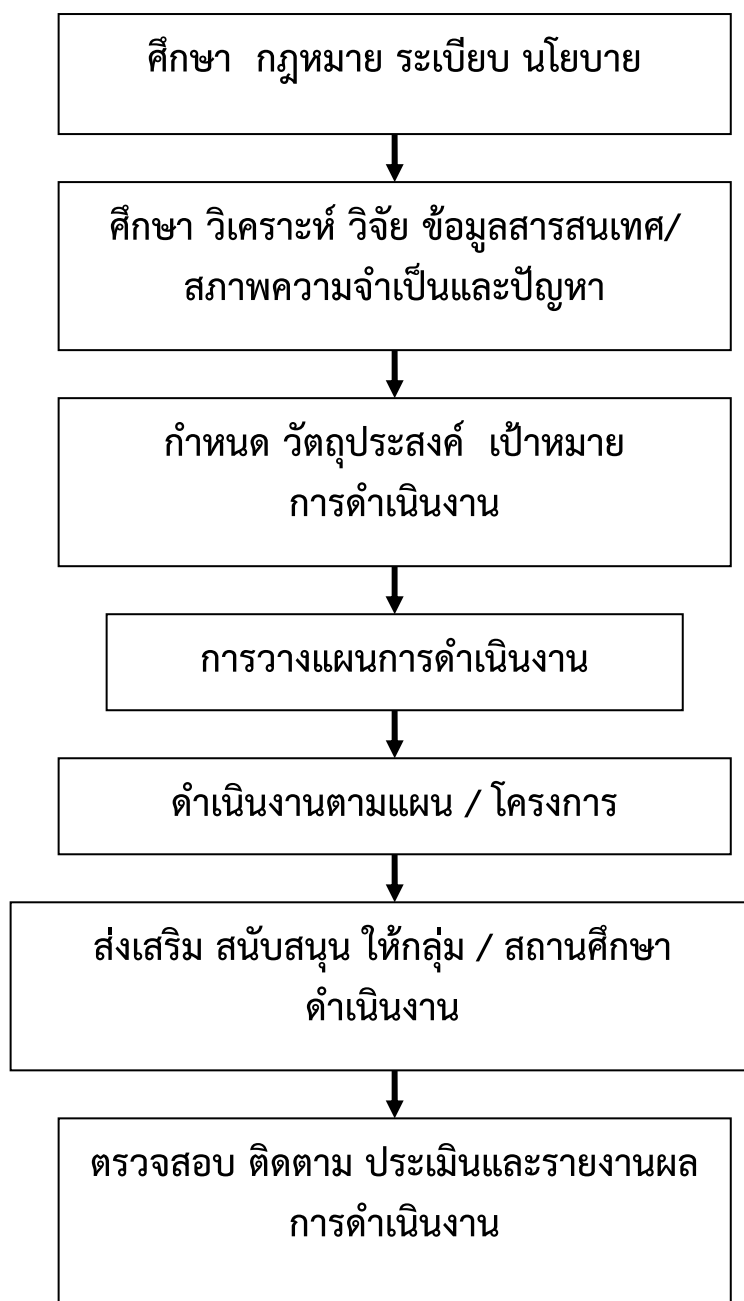 ศึกษา กฎหมาย ระเบียบ นโยบาย
ศึกษา วิเคราะห์ วิจัย ข้อมูลสารสนเทศ/
สภาพความจำเป็นและปัญหา
กำหนด วัตถุประสงค์ เป้าหมาย
การดำเนินงาน
การวางแผนการดำเนินงาน
ดำเนินงานตามแผน / โครงการ
ส่งเสริม สนับสนุน ให้กลุ่ม / สถานศึกษา
ดำเนินงาน
ตรวจสอบ ติดตาม ประเมินและรายงานผล
การดำเนินงาน